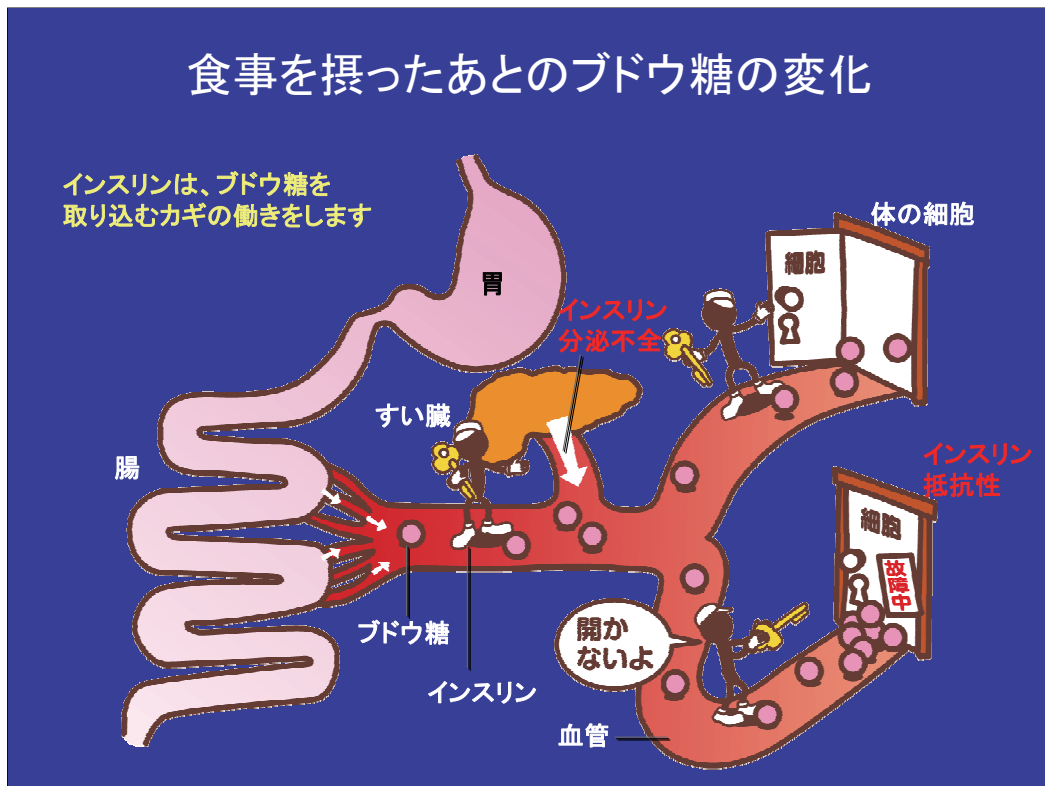 食事を摂ったあとのブドウ糖の変化
インスリンは、ブドウ糖を
取り込むカギの働きをします
体の細胞
細胞
胃
インスリン
分泌不全
すい臓
腸
インスリン
抵抗性
細胞
故障中
ブドウ糖
開か
ないよ
インスリン
血管